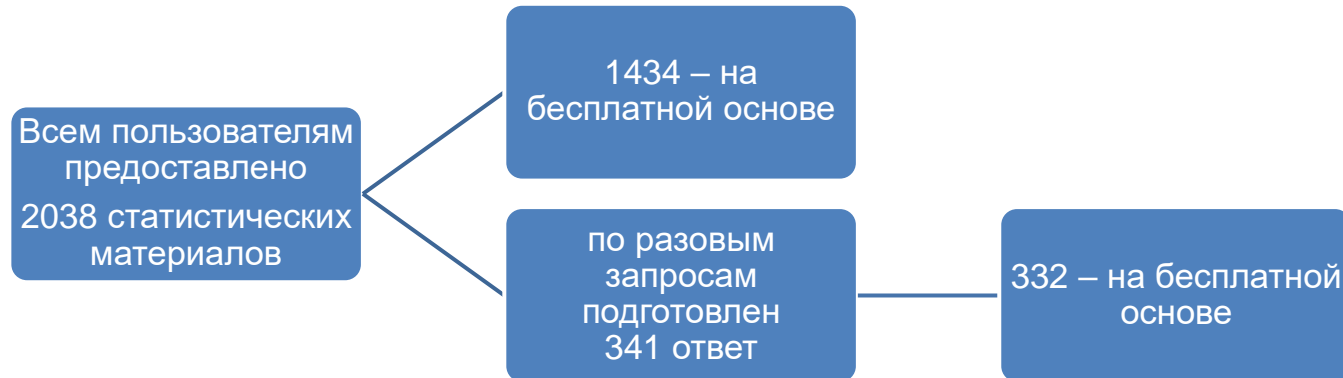 Всем пользователям
предоставлено
2038 статистических
материалов
1434 – на
бесплатной основе
по разовым
запросам
подготовлен
341 ответ
332 – на бесплатной
основе